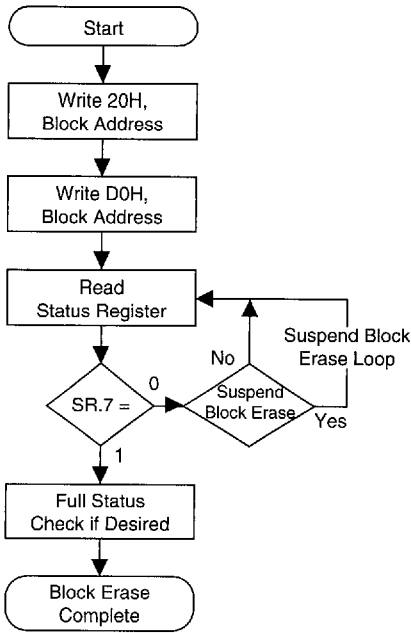 Start
Write 20H,
Block Address
Write D0H,
Block Address
Read
Status Register
Suspend Block
Erase Loop
No
0
SR.7 =
Suspend
Block Erase
Yes
1
Full Status
Check if Desired
Block Erase
Complete